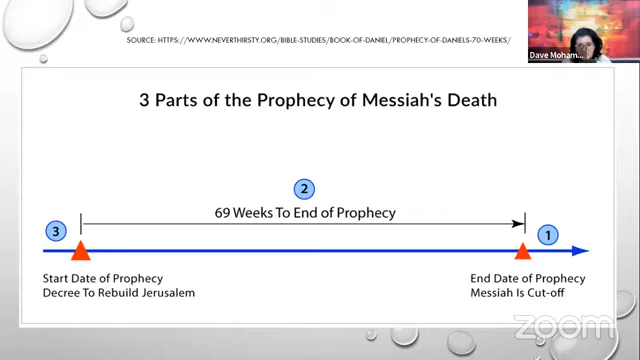 SOURCE: HTTPS://WWW.NEVERTHIRSTY.ORG/BIBLE-STUDIES/BOOK-OF-DANIEL/PROPHECY-OF-DANIELS-70-WEEKS/
Dave Moham...
3 Parts of the Prophecy of Messiah's Death
2
69 Weeks To End of Prophecy
3
1
Start Date of Prophecy
Decree To Rebuild Jerusalem
End Date of Prophecy
Messiah Is Cut-off
zoom